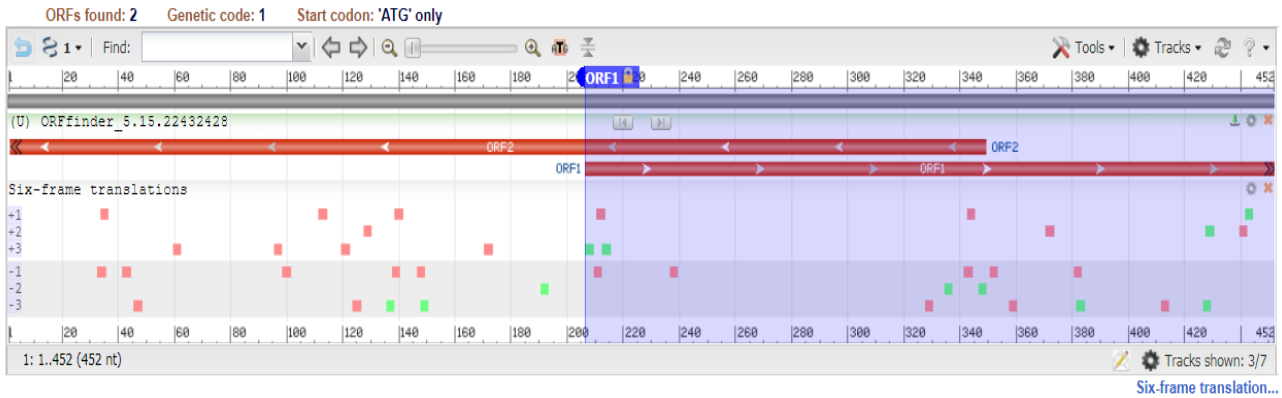 ORFs found: 2 Genetic code: 1 Start codon: 'ATG' only
1 Find: Tools Tracks ?
1 20 40 60 80 100 120 140 160 180 ORF1 240 260 280 300 320 340 360 380 400 420 452
(U) ORFfinder_5.15.22432428
ORF2 ORF2
ORF1 ORF1
Six-frame translations
+1
+2
+3
-1
-2
-3
1 20 40 60 80 100 120 140 160 180 200 220 240 260 280 300 320 340 360 380 400 420 452
1: 1..452 (452 nt) Tracks shown: 3/7
Six-frame translation...